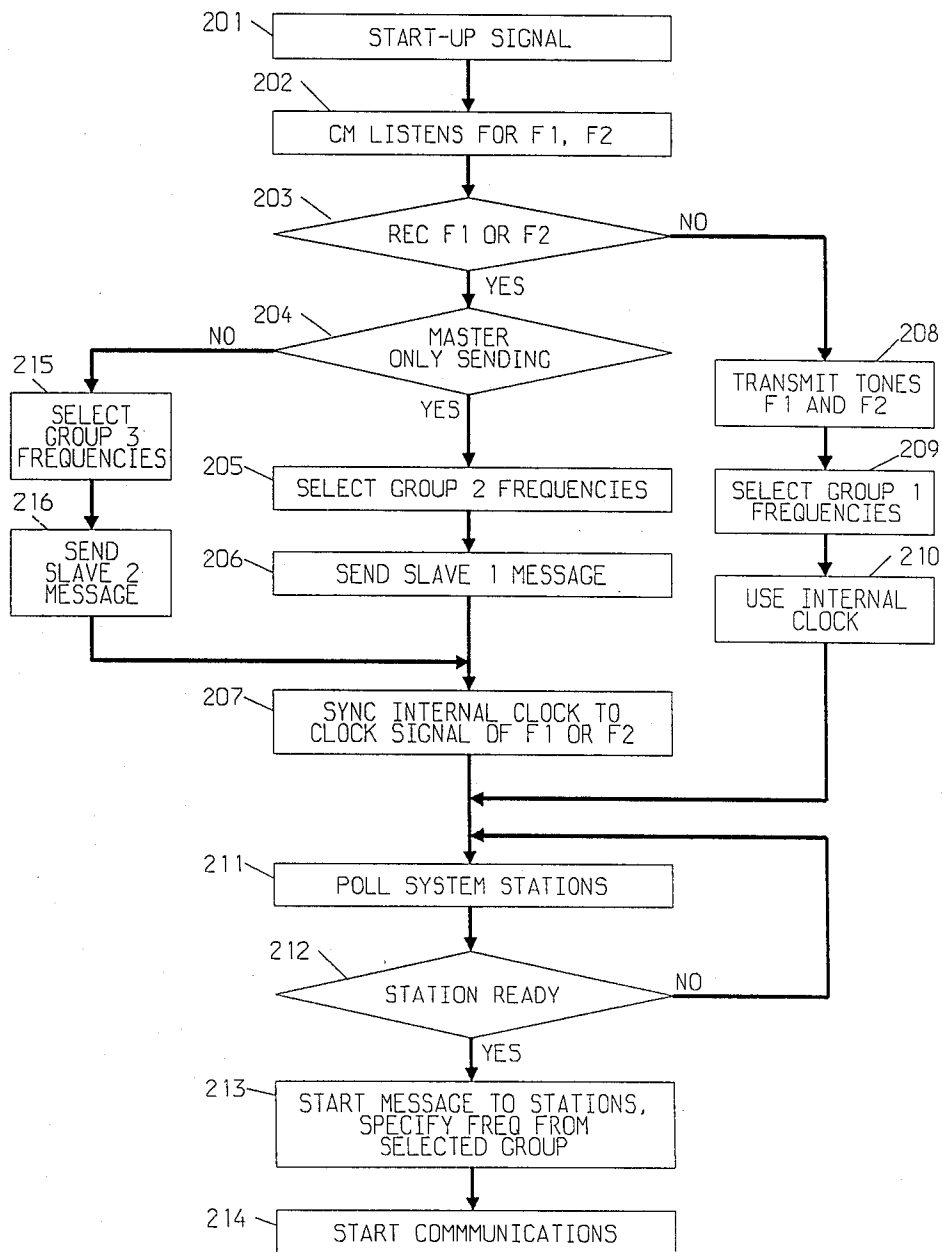 201
START-UP SIGNAL
202
CM LISTENS FOR F1, F2
203
REC F1 OR F2
NO
YES
204
MASTER
ONLY SENDING
NO
YES
215
SELECT
GROUP 3
FREQUENCIES
216
SEND
SLAVE 2
MESSAGE
205
SELECT GROUP 2 FREQUENCIES
206
SEND SLAVE 1 MESSAGE
208
TRANSMIT TONES
F1 AND F2
209
SELECT GROUP 1
FREQUENCIES
210
USE INTERNAL
CLOCK
207
SYNC INTERNAL CLOCK TO
CLOCK SIGNAL OF F1 OR F2
211
POLL SYSTEM STATIONS
212
STATION READY
NO
YES
213
START MESSAGE TO STATIONS,
SPECIFY FREQ FROM
SELECTED GROUP
214
START COMMMUNICATIONS